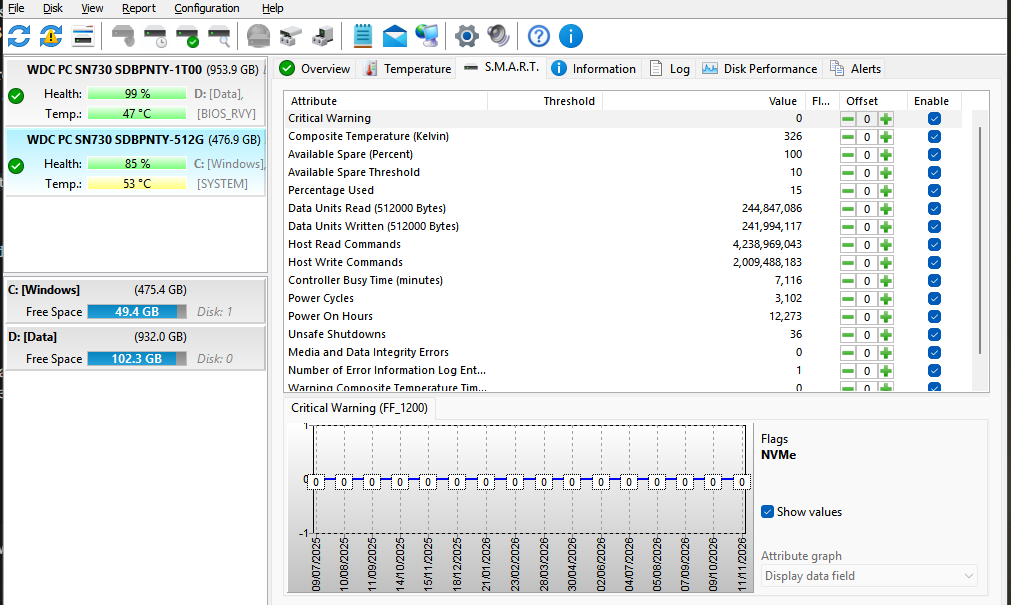 File Disk View Report Configuration Help
WDC PC SN730 SDBPNTY-1T00 (953.9 GB)
Health: 99 % D: [Data],
Temp.: 47 °C [BIOS_RVY]
WDC PC SN730 SDBPNTY-512G (476.9 GB)
Health: 85 % C: [Windows],
Temp.: 53 °C [SYSTEM]
C: [Windows] (475.4 GB)
Free Space 49.4 GB Disk: 1
D: [Data] (932.0 GB)
Free Space 102.3 GB Disk: 0
Overview Temperature S.M.A.R.T. Information Log Disk Performance Alerts
Attribute Threshold Value Fl... Offset Enable
Critical Warning 0 0
Composite Temperature (Kelvin) 326 0
Available Spare (Percent) 100 0
Available Spare Threshold 10 0
Percentage Used 15 0
Data Units Read (512000 Bytes) 244,847,086 0
Data Units Written (512000 Bytes) 241,994,117 0
Host Read Commands 4,238,969,043 0
Host Write Commands 2,009,488,183 0
Controller Busy Time (minutes) 7,116 0
Power Cycles 3,102 0
Power On Hours 12,273 0
Unsafe Shutdowns 36 0
Media and Data Integrity Errors 0 0
Number of Error Information Log Ent... 1 0
Warning Composite Temperature Tim... 0 0
Critical Warning (FF_1200)
1
0 0 0 0 0 0 0 0 0 0 0 0 0 0 0 0 0
-1
09/07/2025 10/08/2025 11/09/2025 14/10/2025 15/11/2025 18/12/2025 21/01/2026 23/02/2026 28/03/2026 30/04/2026 02/06/2026 04/07/2026 05/08/2026 07/09/2026 09/10/2026 11/11/2026
Flags
NVMe
Show values
Attribute graph
Display data field